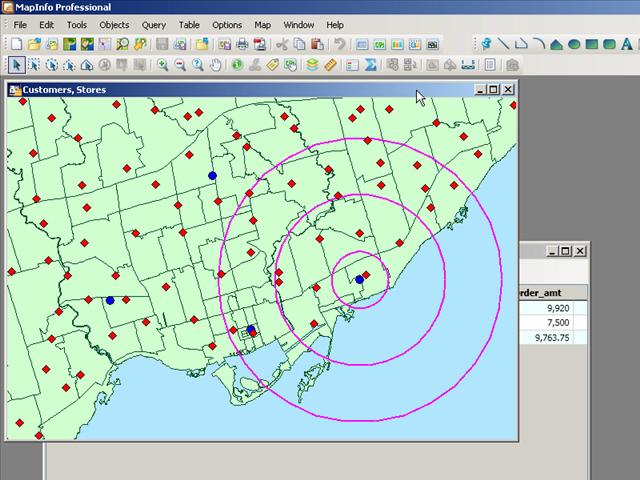 MapInfo Professional
File Edit Tools Objects Query Table Options Map Window Help
Customers, Stores
order_amt
9,920
7,500
9,763.75